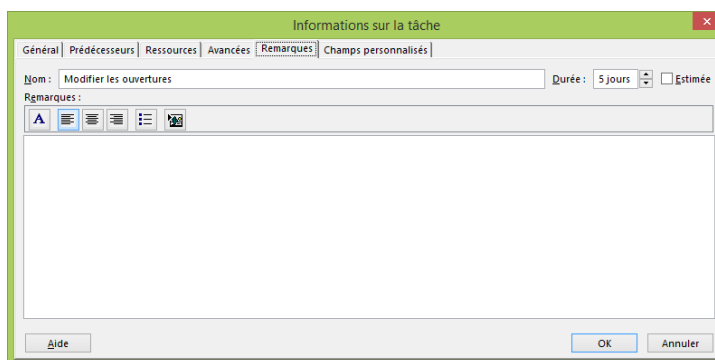 Informations sur la tâche
Général Prédécesseurs Ressources Avancées Remarques Champs personnalisés
Nom : Modifier les ouvertures Durée : 5 jours Estimée
Remarques :
A
Aide OK Annuler